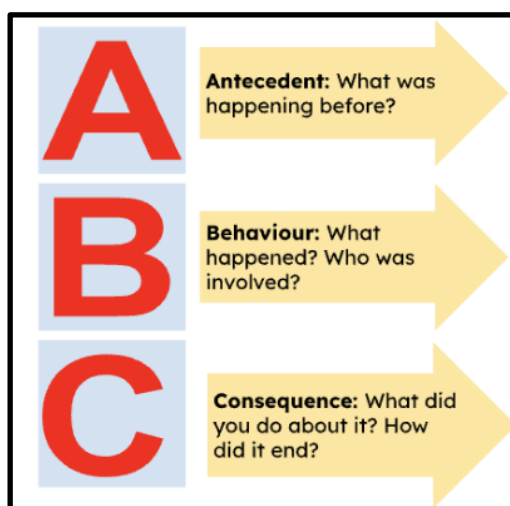 A
Antecedent: What was
happening before?
B
Behaviour: What
happened? Who was
involved?
C
Consequence: What did
you do about it? How
did it end?